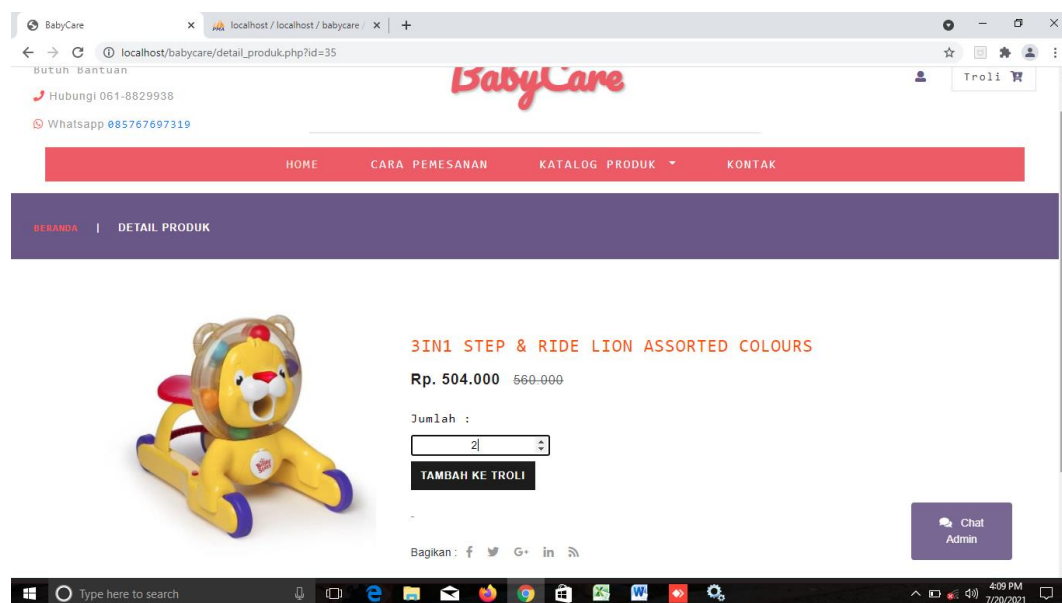 BabyCare
localhost / localhost / babycare /
localhost/babycare/detail_produk.php?id=35
Butuh Bantuan
Hubungi 061-8829938
Whatsapp 085767697319
BabyCare
Troli
HOME
CARA PEMESANAN
KATALOG PRODUK
KONTAK
BERANDA | DETAIL PRODUK
3IN1 STEP & RIDE LION ASSORTED COLOURS
Rp. 504.000 560.000
Jumlah :
2
TAMBAH KE TROLI
-
Bagikan :
Chat
Admin
Type here to search
4:09 PM
7/20/2021